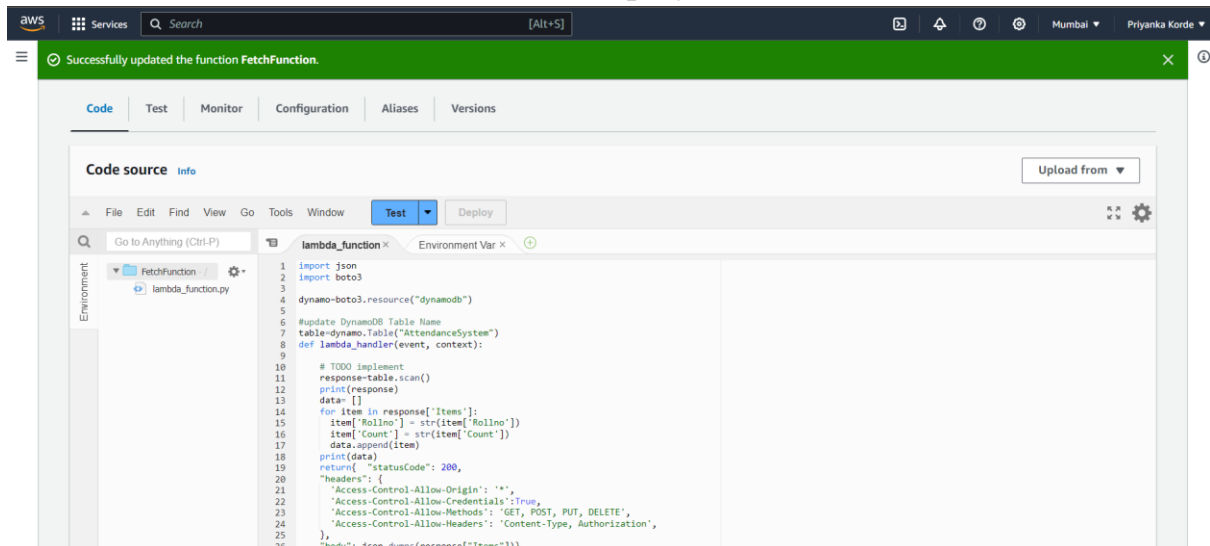 aws
Services
Search
[Alt+S]
Mumbai
Priyanka Korde
Successfully updated the function FetchFunction.
Code
Test
Monitor
Configuration
Aliases
Versions
Code source
Info
Upload from
File Edit Find View Go Tools Window
Test
Deploy
Go to Anything (Ctrl-P)
lambda_function ×
Environment Var ×
Environment
FetchFunction - /
lambda_function.py
1 import json
2 import boto3
3
4 dynamo=boto3.resource("dynamodb")
5
6 #update DynamoDB Table Name
7 table=dynamo.Table("AttendanceSystem")
8 def lambda_handler(event, context):
9
10 # TODO implement
11 response=table.scan()
12 print(response)
13 data= []
14 for item in response['Items']:
15 item['Rollno'] = str(item['Rollno'])
16 item['Count'] = str(item['Count'])
17 data.append(item)
18 print(data)
19 return{ "statusCode": 200,
20 "headers": {
21 'Access-Control-Allow-Origin': '*',
22 'Access-Control-Allow-Credentials':True,
23 'Access-Control-Allow-Methods': 'GET, POST, PUT, DELETE',
24 'Access-Control-Allow-Headers': 'Content-Type, Authorization',
25 },
26 "body": json.dumps(response["Items"])}